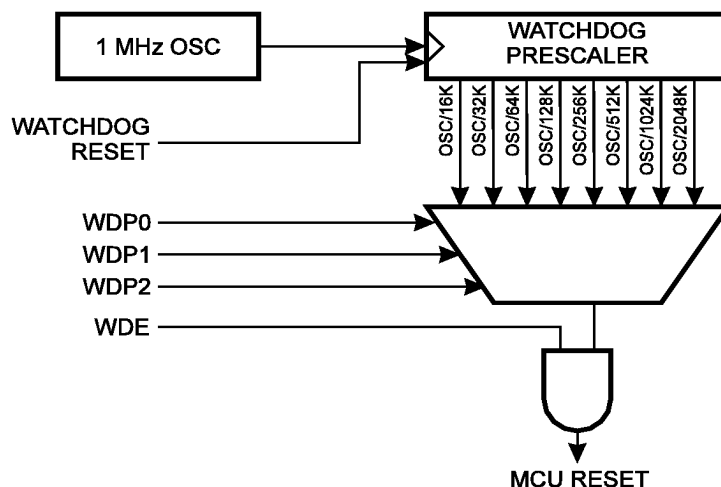 1 MHz OSC
WATCHDOG
PRESCALER
WATCHDOG
RESET
OSC/16K
OSC/32K
OSC/64K
OSC/128K
OSC/256K
OSC/512K
OSC/1024K
OSC/2048K
WDP0
WDP1
WDP2
WDE
MCU RESET